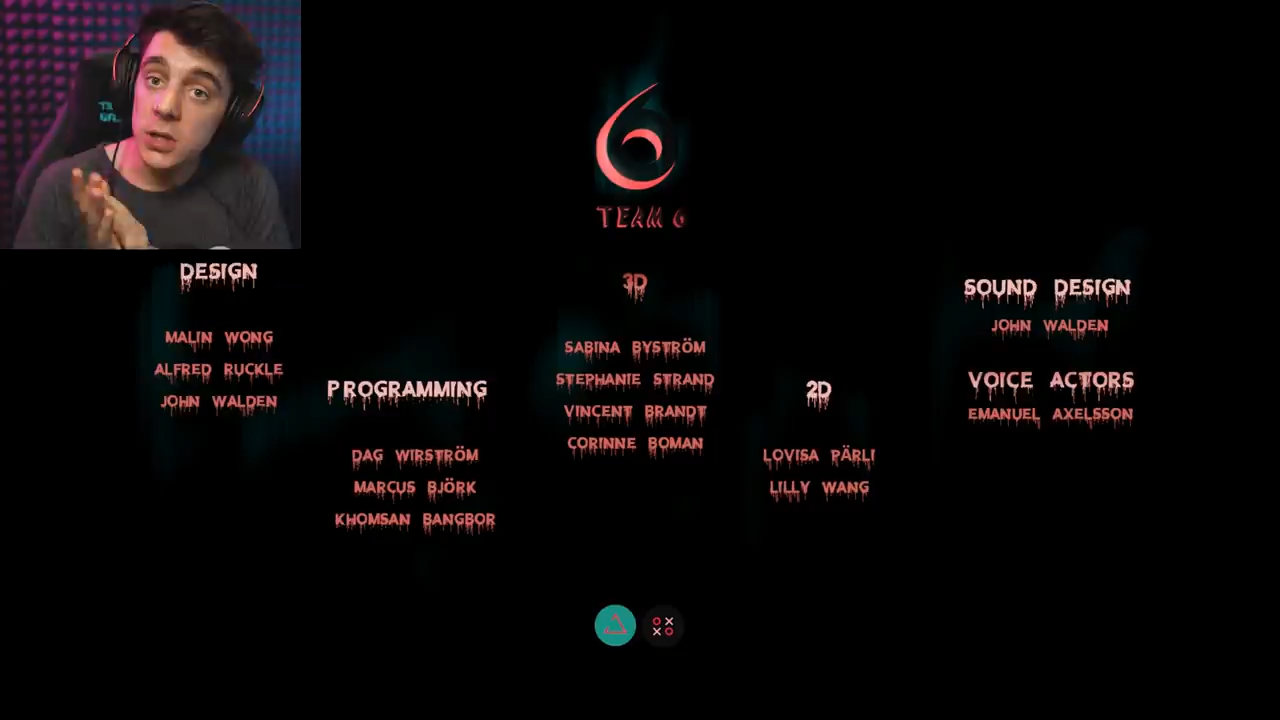 6
TEAM 6
DESIGN
MALIN WONG
ALFRED RUCKLE
JOHN WALDEN
PROGRAMMING
DAG WIRSTRÖM
MARCUS BJÖRK
KHOMSAN BANGBOR
3D
SABINA BYSTRÖM
STEPHANIE STRAND
VINCENT BRANDT
CORINNE BOMAN
2D
LOVISA PÄRLI
LILLY WANG
SOUND DESIGN
JOHN WALDEN
VOICE ACTORS
EMANUEL AXELSSON